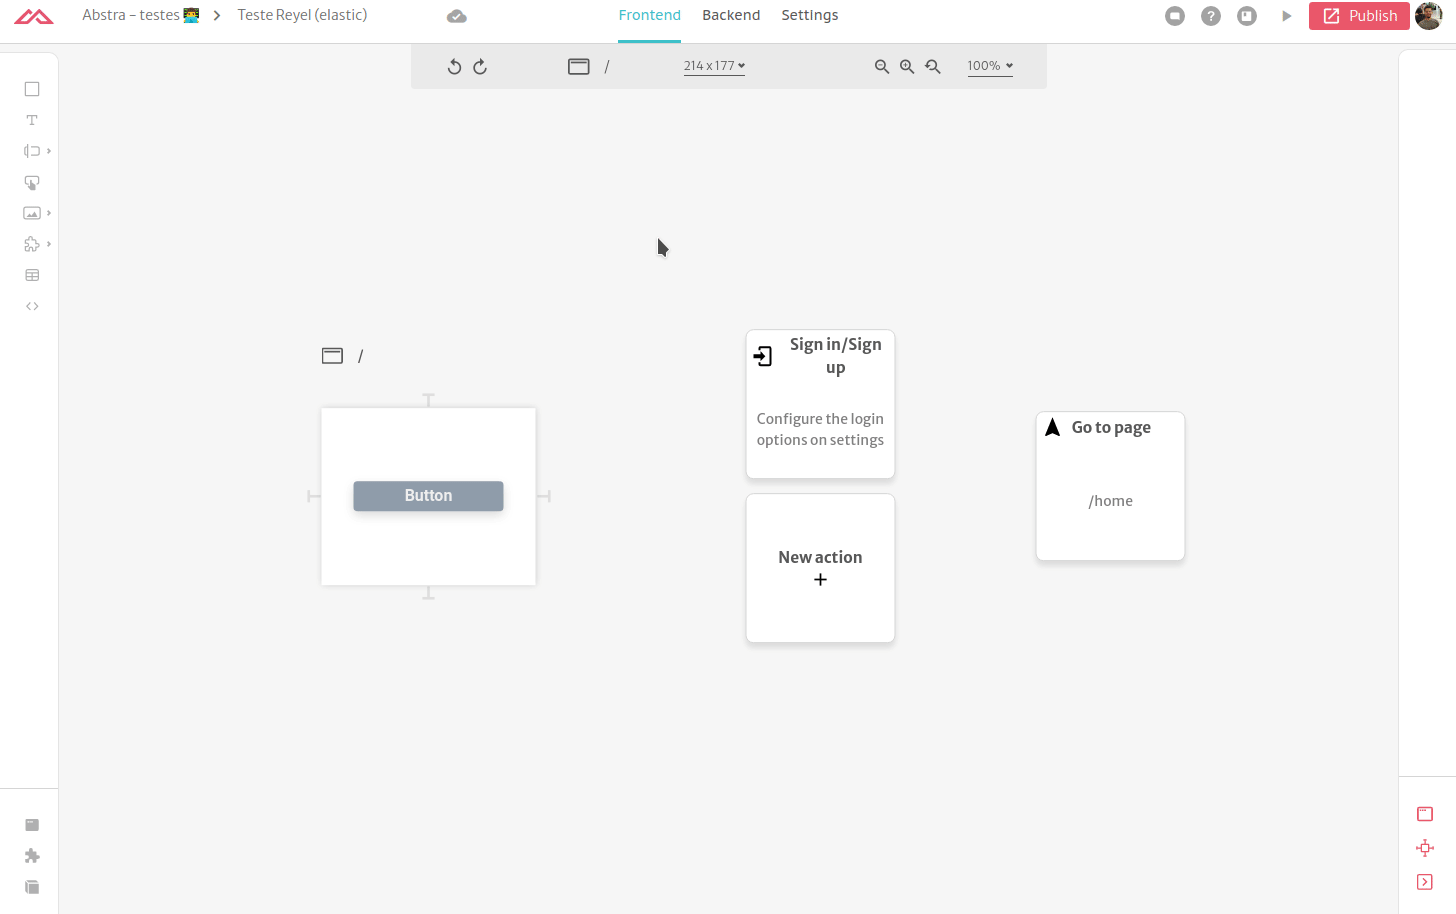 Abstra - testes 👨‍💻 > Teste Reyel (elastic)
Frontend Backend Settings
? Publish
/ 214 x 177 100%
T
< >
/
Button
Sign in/Sign
up
Configure the login
options on settings
New action
+
Go to page
/home